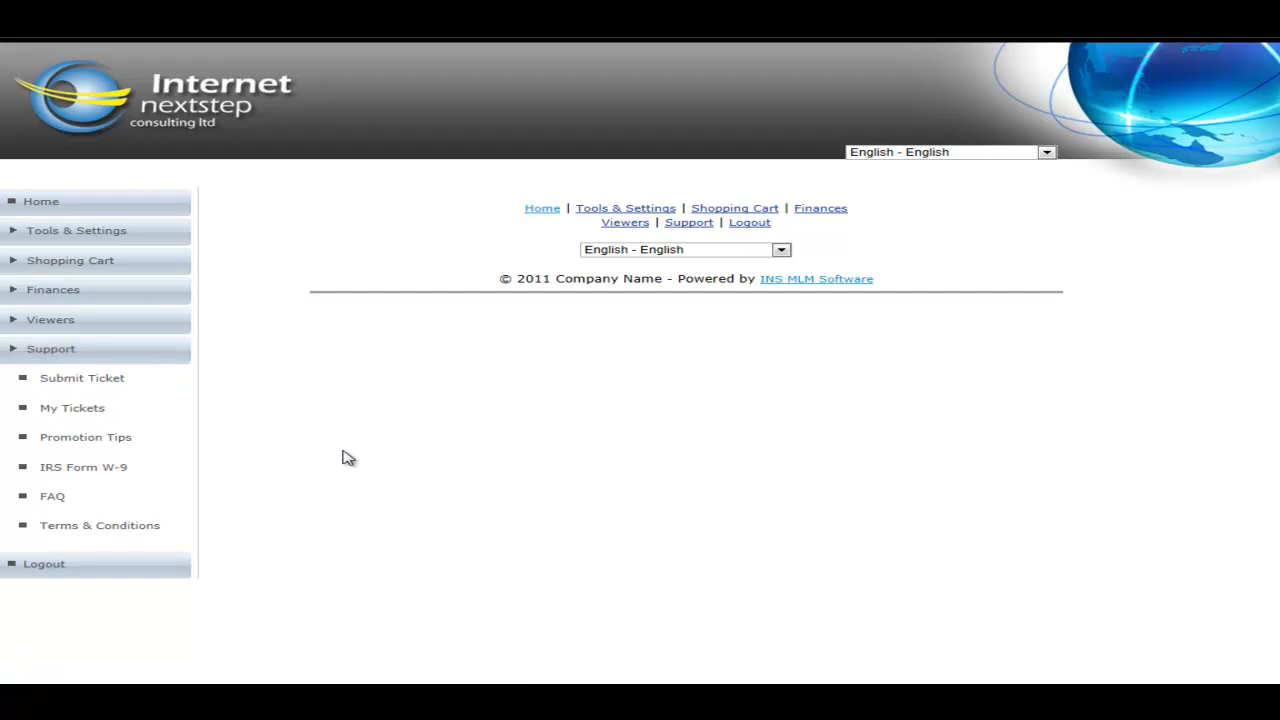 Internet
nextstep
consulting ltd
English - English
Home
Tools & Settings
Shopping Cart
Finances
Viewers
Support
Submit Ticket
My Tickets
Promotion Tips
IRS Form W-9
FAQ
Terms & Conditions
Logout
Home | Tools & Settings | Shopping Cart | Finances
Viewers | Support | Logout
English - English
© 2011 Company Name - Powered by INS MLM Software